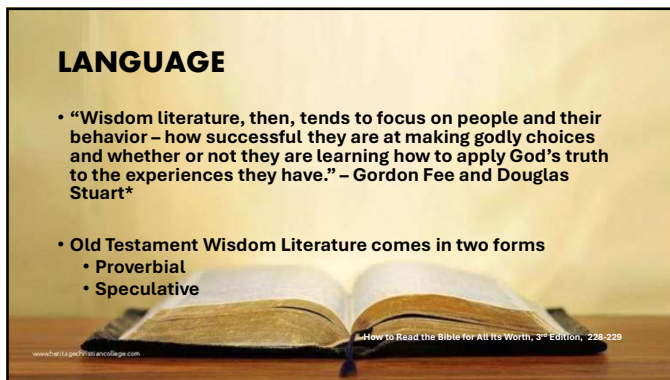 LANGUAGE
• “Wisdom literature, then, tends to focus on people and their
behavior – how successful they are at making godly choices
and whether or not they are learning how to apply God’s truth
to the experiences they have.” – Gordon Fee and Douglas
Stuart*
• Old Testament Wisdom Literature comes in two forms
• Proverbial
• Speculative
How to Read the Bible for All Its Worth, 3rd Edition, 228-229
www.heritagechristiancollege.com